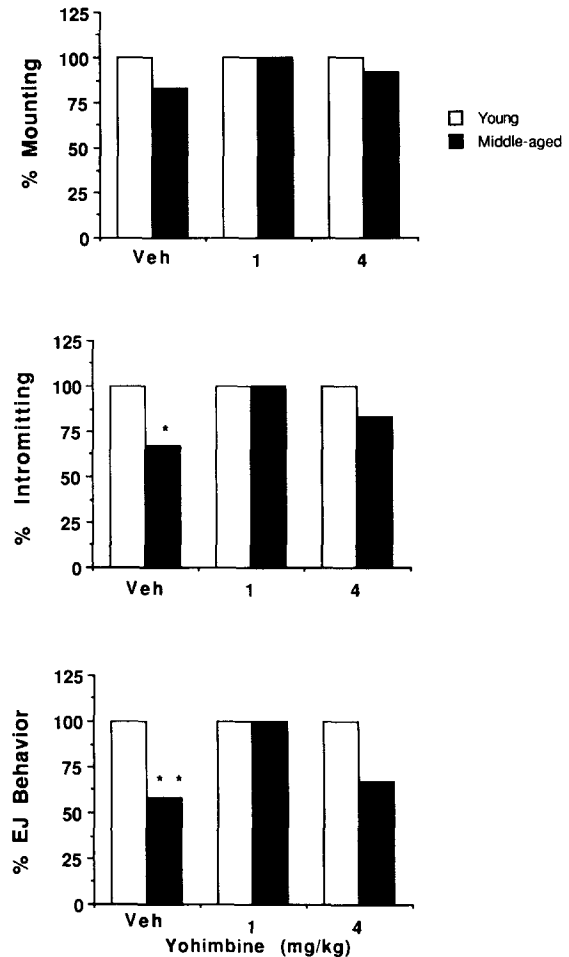 125
100
75
50
25
0
% Mounting
Veh 1 4
Young
Middle-aged
125
100
75
50
25
0
% Intromitting
*
Veh 1 4
125
100
75
50
25
0
% EJ Behavior
* *
Veh 1 4
Yohimbine (mg/kg)